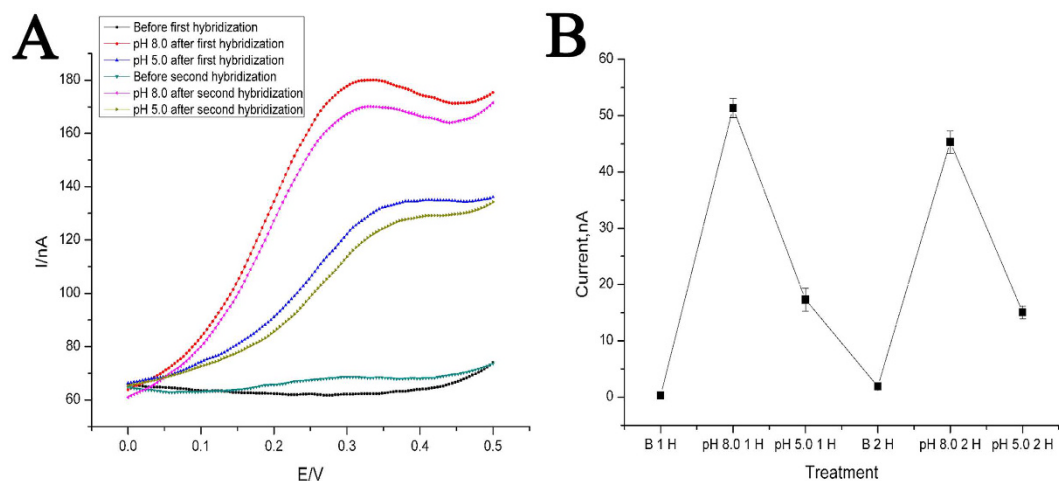 A
Before first hybridization
pH 8.0 after first hybridization
pH 5.0 after first hybridization
Before second hybridization
pH 8.0 after second hybridization
pH 5.0 after second hybridization
180
160
140
120
100
80
60
I/nA
0.0 0.1 0.2 0.3 0.4 0.5
E/V
B
60
50
40
30
20
10
0
Current,nA
B 1 H pH 8.0 1 H pH 5.0 1 H B 2 H pH 8.0 2 H pH 5.0 2 H
Treatment